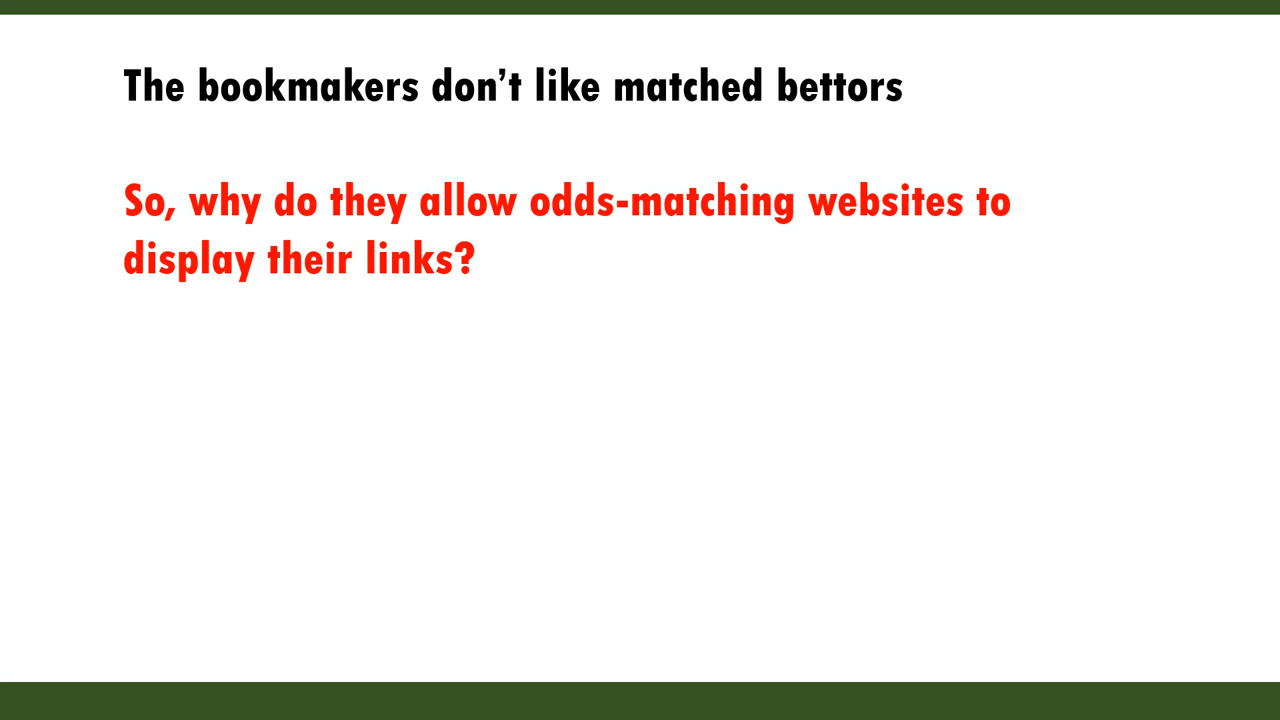 The bookmakers don’t like matched bettors
So, why do they allow odds-matching websites to
display their links?